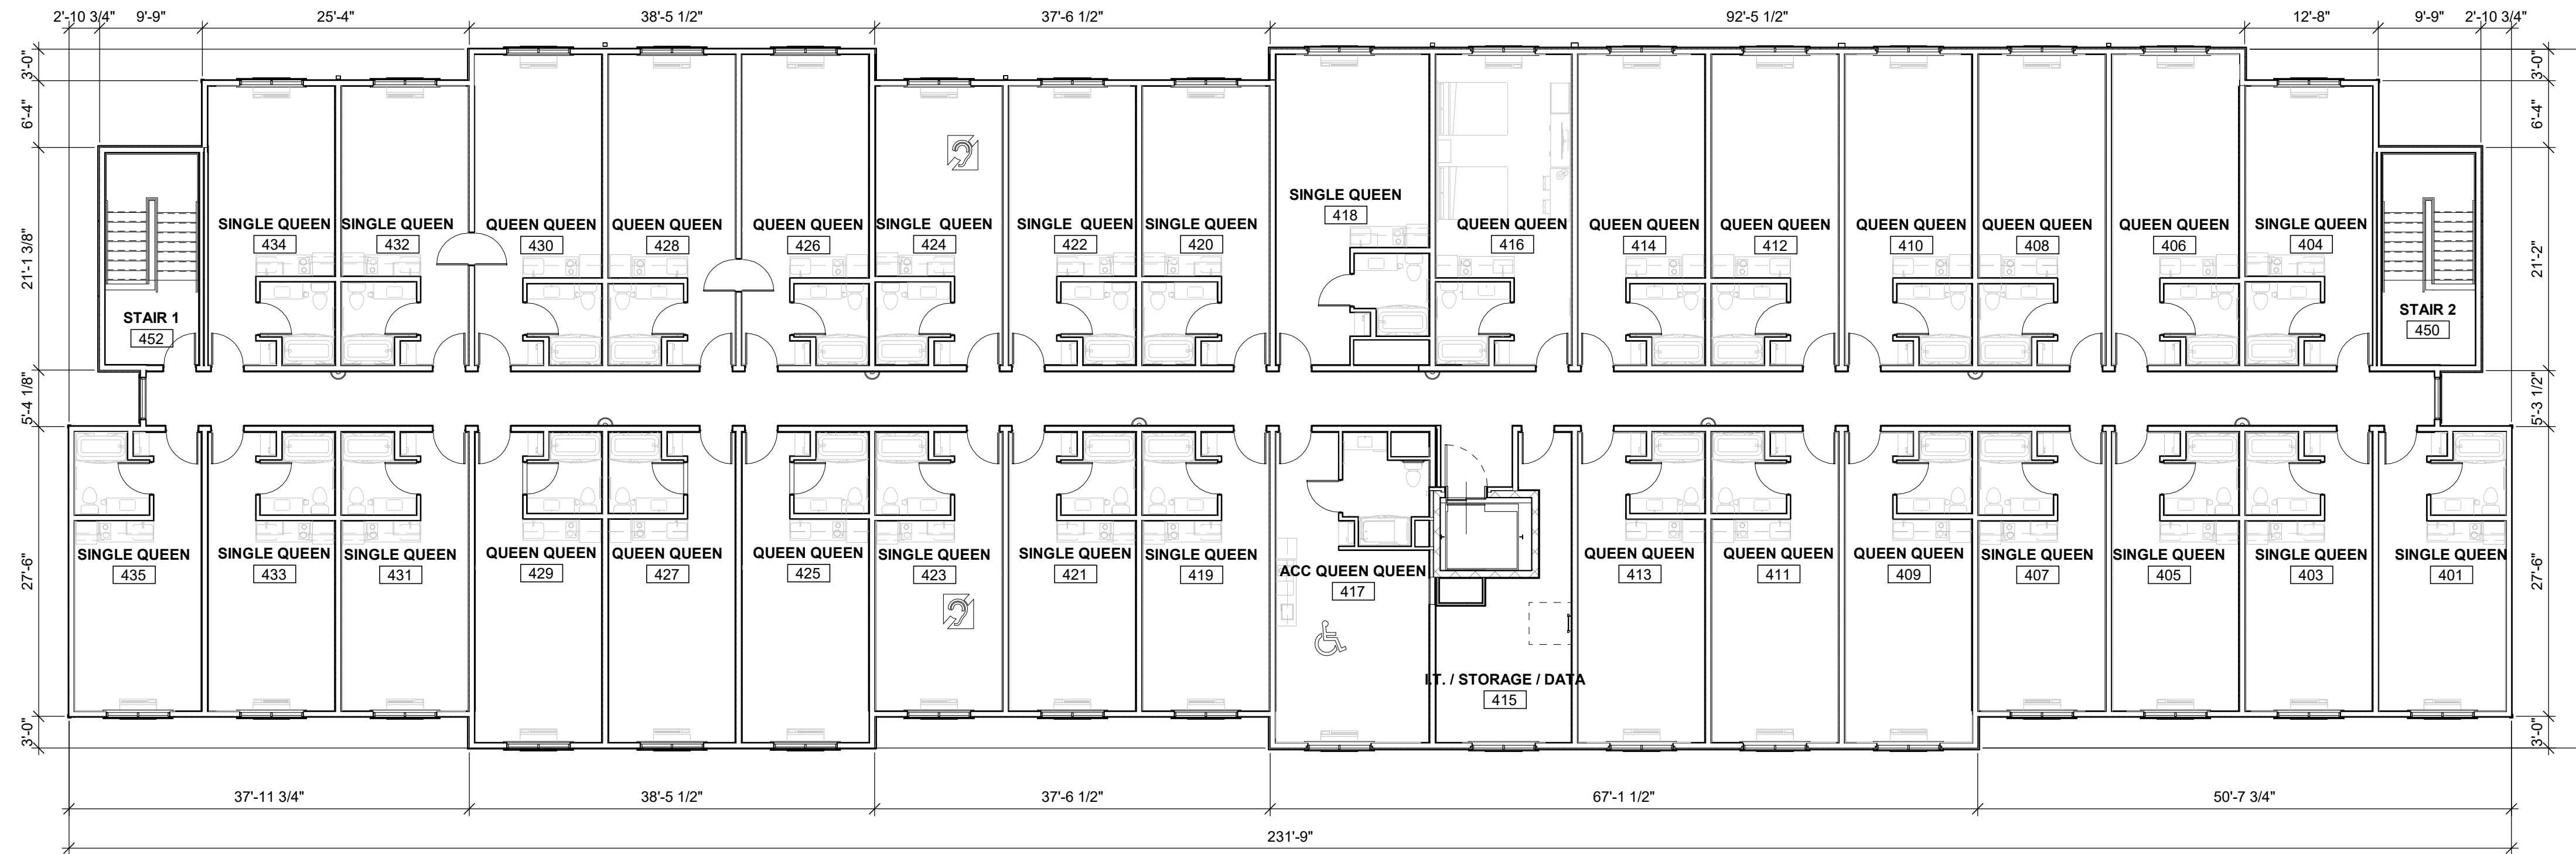 2'-10 3/4" 9'-9" 25'-4" 38'-5 1/2" 37'-6 1/2" 92'-5 1/2" 12'-8" 9'-9" 2'-10 3/4"
3'-0" 3'-0"
6'-4" 6'-4"
21'-1 3/8" 21'-2"
5'-4 1/8" 5'-3 1/2"
27'-6" 27'-6"
3'-0" 3'-0"
SINGLE QUEEN
418
SINGLE QUEEN SINGLE QUEEN QUEEN QUEEN QUEEN QUEEN QUEEN QUEEN SINGLE QUEEN SINGLE QUEEN SINGLE QUEEN QUEEN QUEEN QUEEN QUEEN QUEEN QUEEN QUEEN QUEEN QUEEN QUEEN QUEEN QUEEN SINGLE QUEEN
434 432 430 428 426 424 422 420 416 414 412 410 408 406 404
STAIR 1 STAIR 2
452 450
SINGLE QUEEN SINGLE QUEEN SINGLE QUEEN QUEEN QUEEN QUEEN QUEEN QUEEN QUEEN SINGLE QUEEN SINGLE QUEEN SINGLE QUEEN QUEEN QUEEN QUEEN QUEEN QUEEN QUEEN SINGLE QUEEN SINGLE QUEEN SINGLE QUEEN SINGLE QUEEN
435 433 431 429 427 425 423 421 419 413 411 409 407 405 403 401
ACC QUEEN QUEEN
417
I.T. / STORAGE / DATA
415
37'-11 3/4" 38'-5 1/2" 37'-6 1/2" 67'-1 1/2" 50'-7 3/4"
231'-9"